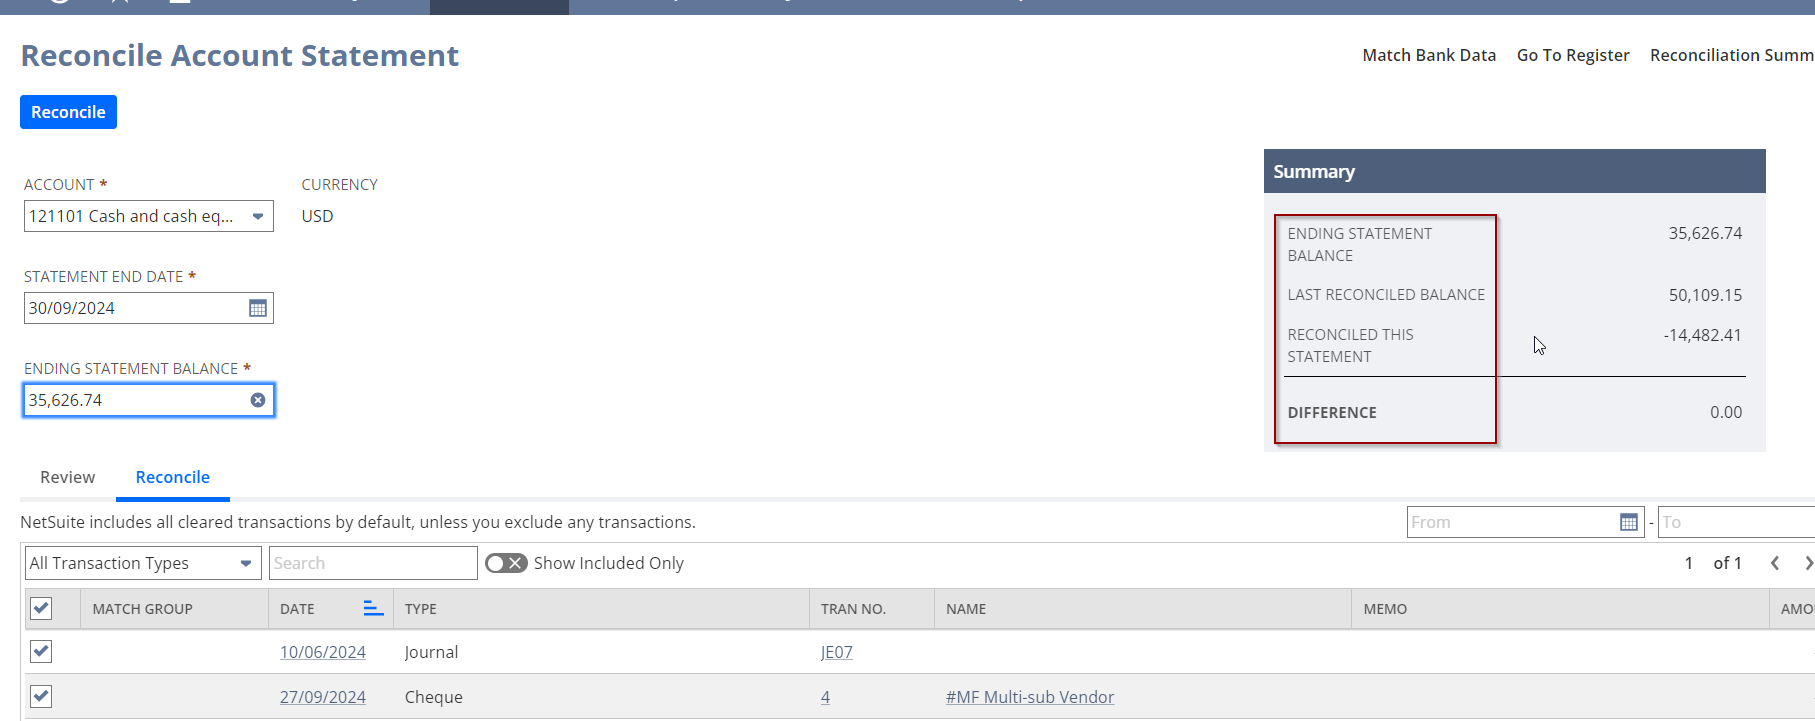 Reconcile Account Statement
Match Bank Data Go To Register Reconciliation Summ
Reconcile
ACCOUNT *
CURRENCY
121101 Cash and cash eq...
USD
STATEMENT END DATE *
30/09/2024
ENDING STATEMENT BALANCE *
35,626.74
Summary
ENDING STATEMENT
BALANCE
35,626.74
LAST RECONCILED BALANCE
50,109.15
RECONCILED THIS
STATEMENT
-14,482.41
DIFFERENCE
0.00
Review Reconcile
NetSuite includes all cleared transactions by default, unless you exclude any transactions.
From - To
All Transaction Types Search Show Included Only
1 of 1
MATCH GROUP DATE TYPE TRAN NO. NAME MEMO AMO
10/06/2024 Journal JE07
27/09/2024 Cheque 4 #MF Multi-sub Vendor